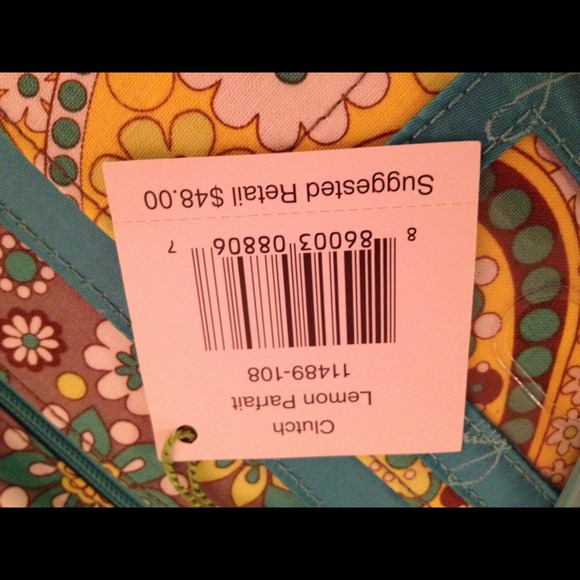 Clutch
Lemon Parfait
11489-108
8 86003 08806 7
Suggested Retail $48.00